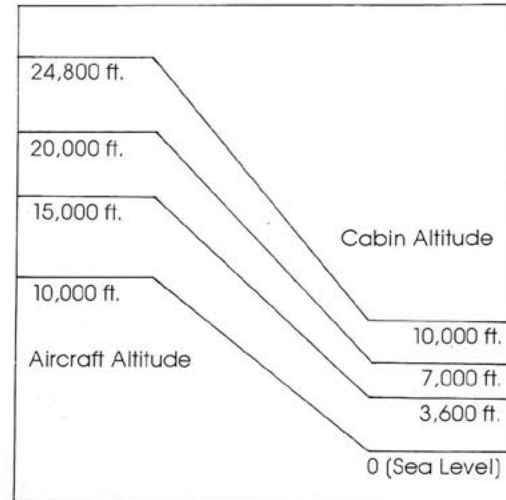 24,800 ft.
20,000 ft.
15,000 ft.
Cabin Altitude
10,000 ft.
10,000 ft.
Aircraft Altitude
7,000 ft.
3,600 ft.
0 (Sea Level)